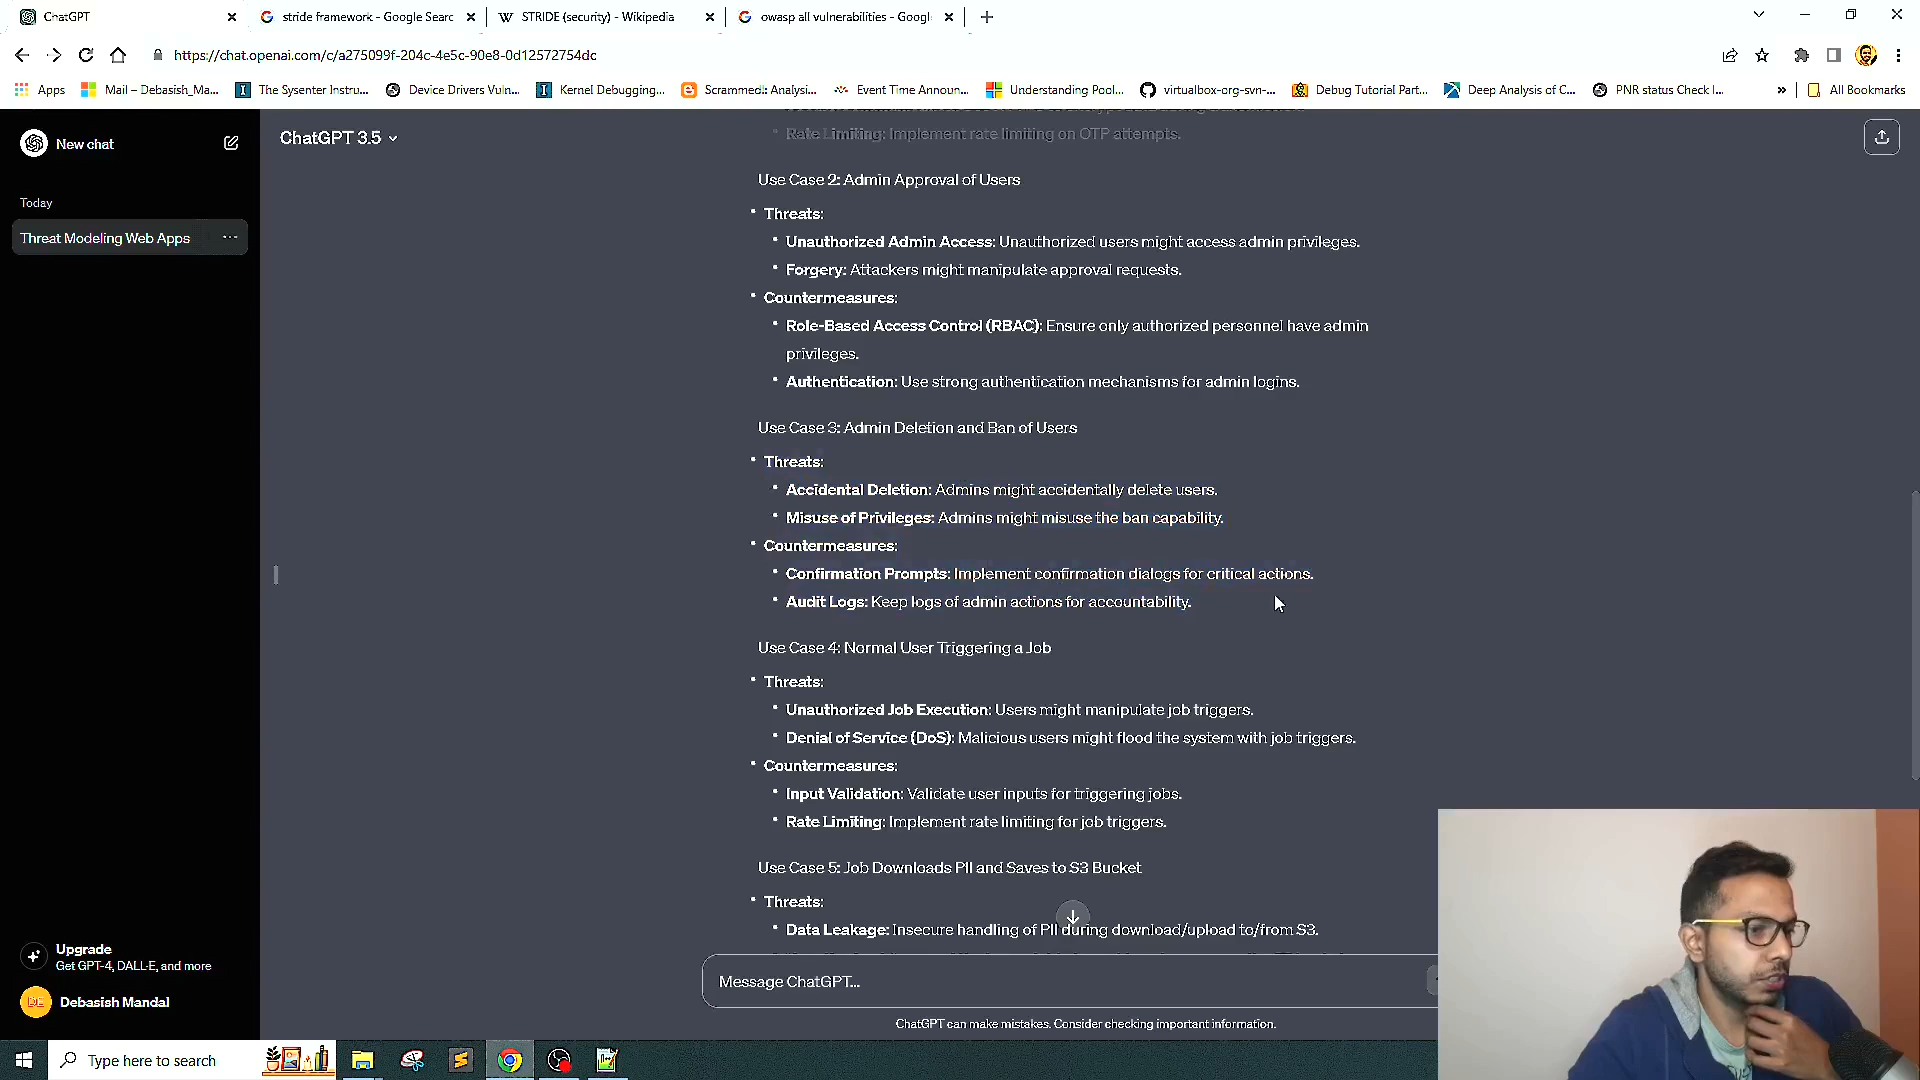 ChatGPT
stride framework - Google Searc
STRIDE (security) - Wikipedia
owasp all vulnerabilities - Googl
https://chat.openai.com/c/a275099f-204c-4e5c-90e8-0d12572754dc
Apps
Mail – Debasish_Ma...
The Sysenter Instru...
Device Drivers Vuln...
Kernel Debugging...
Scrammed!: Analysi...
Event Time Announ...
Understanding Pool...
virtualbox-org-svn-...
Debug Tutorial Part...
Deep Analysis of C...
PNR status Check I...
»
All Bookmarks
New chat
Today
Threat Modeling Web Apps
ChatGPT 3.5
• Rate Limiting: Implement rate limiting on OTP attempts.
Use Case 2: Admin Approval of Users
• Threats:
• Unauthorized Admin Access: Unauthorized users might access admin privileges.
• Forgery: Attackers might manipulate approval requests.
• Countermeasures:
• Role-Based Access Control (RBAC): Ensure only authorized personnel have admin
privileges.
• Authentication: Use strong authentication mechanisms for admin logins.
Use Case 3: Admin Deletion and Ban of Users
• Threats:
• Accidental Deletion: Admins might accidentally delete users.
• Misuse of Privileges: Admins might misuse the ban capability.
• Countermeasures:
• Confirmation Prompts: Implement confirmation dialogs for critical actions.
• Audit Logs: Keep logs of admin actions for accountability.
Use Case 4: Normal User Triggering a Job
• Threats:
• Unauthorized Job Execution: Users might manipulate job triggers.
• Denial of Service (DoS): Malicious users might flood the system with job triggers.
• Countermeasures:
• Input Validation: Validate user inputs for triggering jobs.
• Rate Limiting: Implement rate limiting for job triggers.
Use Case 5: Job Downloads PII and Saves to S3 Bucket
• Threats:
• Data Leakage: Insecure handling of PII during download/upload to/from S3.
Message ChatGPT...
ChatGPT can make mistakes. Consider checking important information.
Upgrade
Get GPT-4, DALL·E, and more
DE
Debasish Mandal
Type here to search